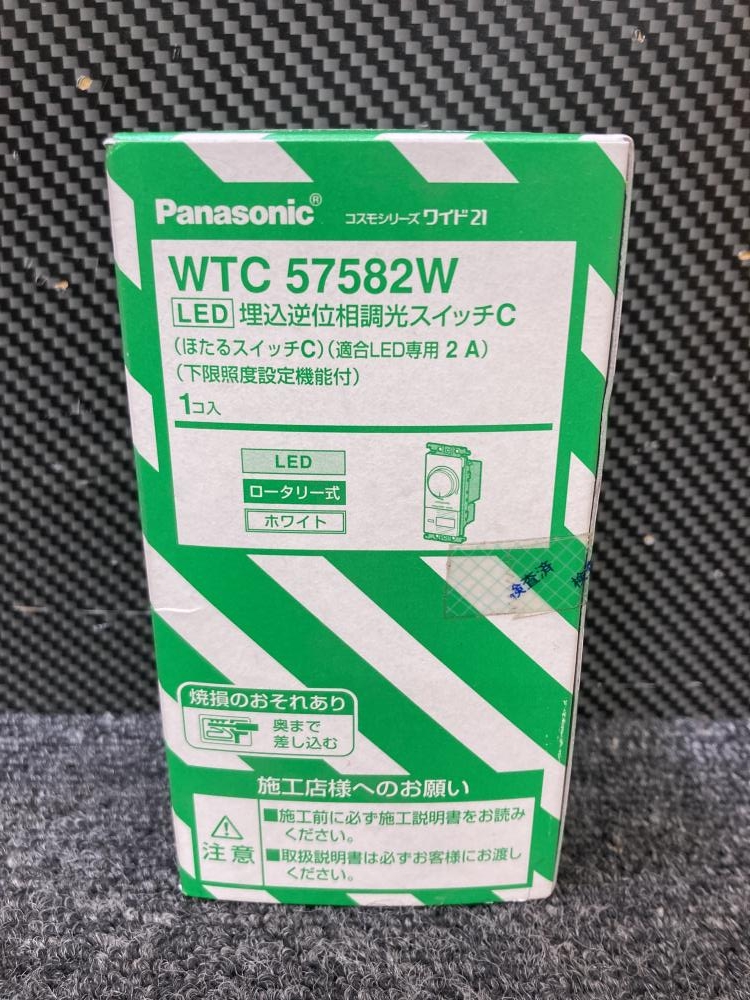 Panasonic® コスモシリーズ ワイド21
WTC 57582W
LED 埋込逆位相調光スイッチC
(ほたるスイッチC)(適合LED専用 2 A)
(下限照度設定機能付)
1コ入
LED
ロータリー式
ホワイト
検査済
焼損のおそれあり
奥まで
差し込む
施工店様へのお願い
注意
■施工前に必ず施工説明書をお読み
ください。
■取扱説明書は必ずお客様にお渡し
ください。